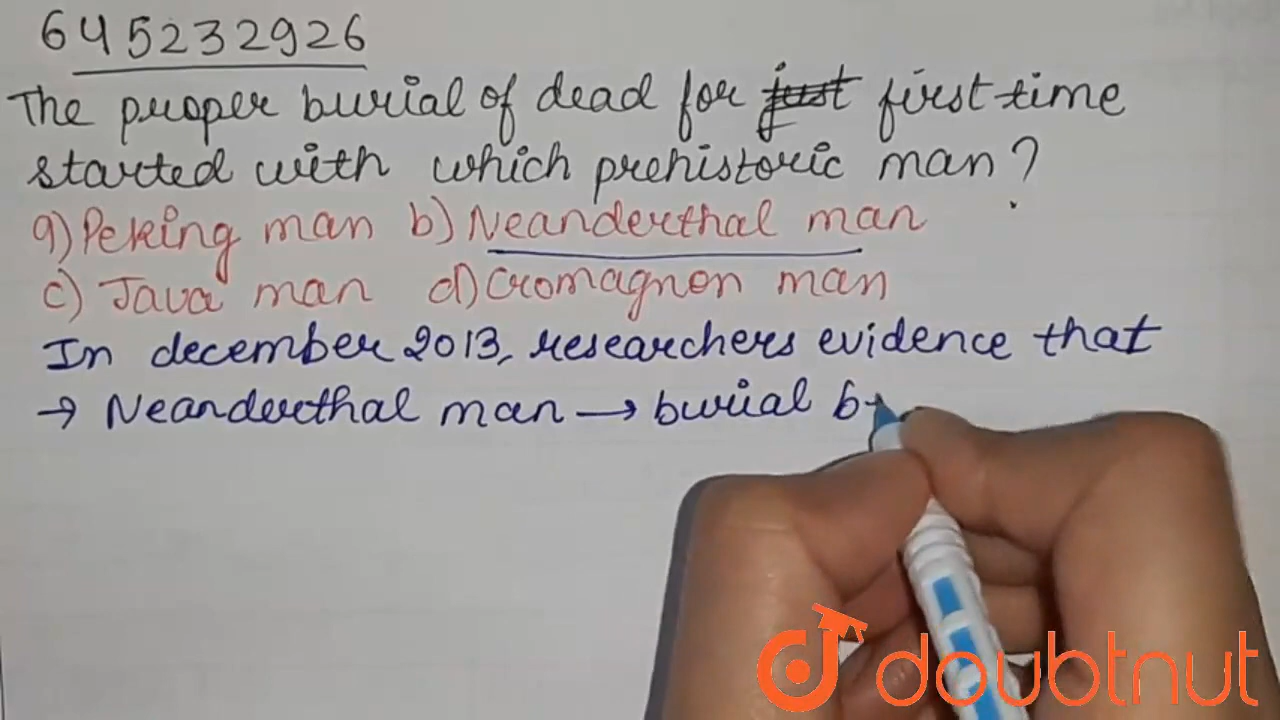 645232926
The proper burial of dead for just first time
started with which prehistoric man?
a) Peking man b) Neanderthal man
c) Java man d) Cromagnon man
In december 2013, researchers evidence that
→ Neanderthal man → burial b
doubtnut